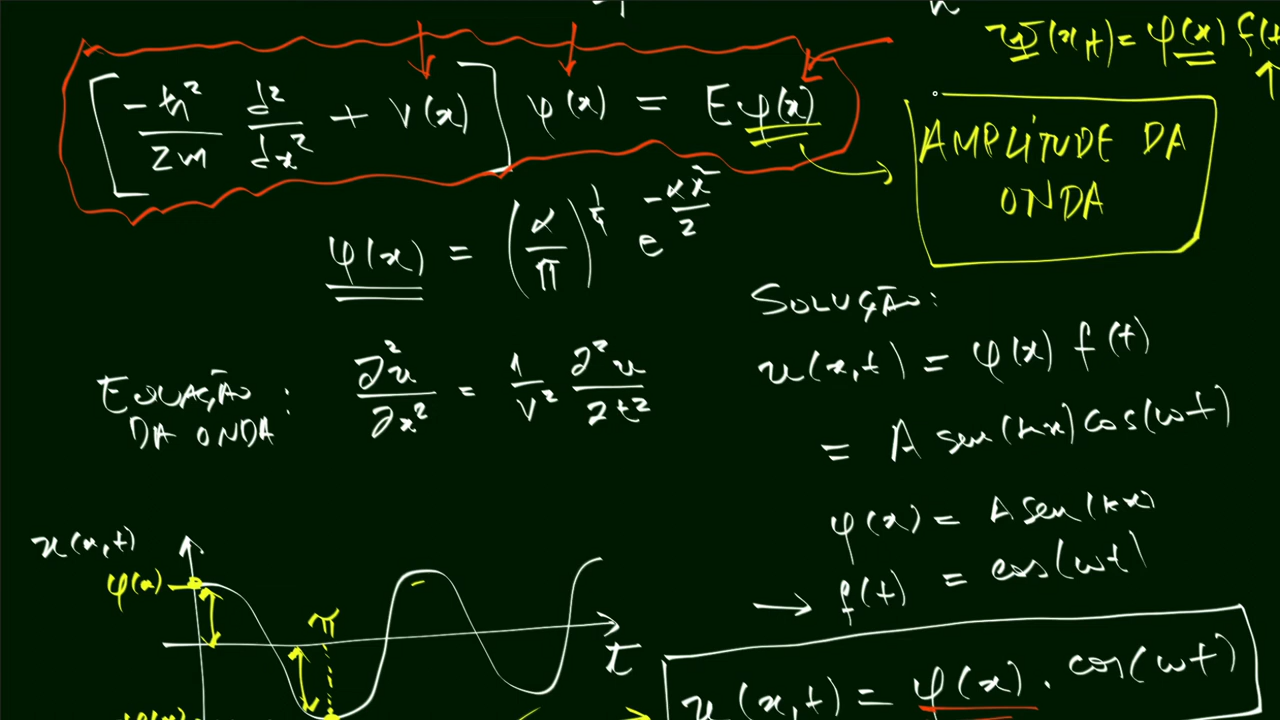 Ψ(x,t) = φ(x) f(t
[-ħ²/2m d²/dx² + V(x)] φ(x) = E φ(x)
AMPLITUDE DA
ONDA
φ(x) = (α/π)^1/4 e^-αx²/2
SOLUÇÃO:
u(x,t) = φ(x) f(t)
EQUAÇÃO
DA ONDA :
∂²u/∂x² = 1/V² ∂²u/∂t²
= A sen(kx) cos(ωt)
φ(x) = A sen(kx)
f(t) = cos(ωt)
u(x,t)
φ(x)
π
t
u(x,t) = φ(x) . cos(ωt)